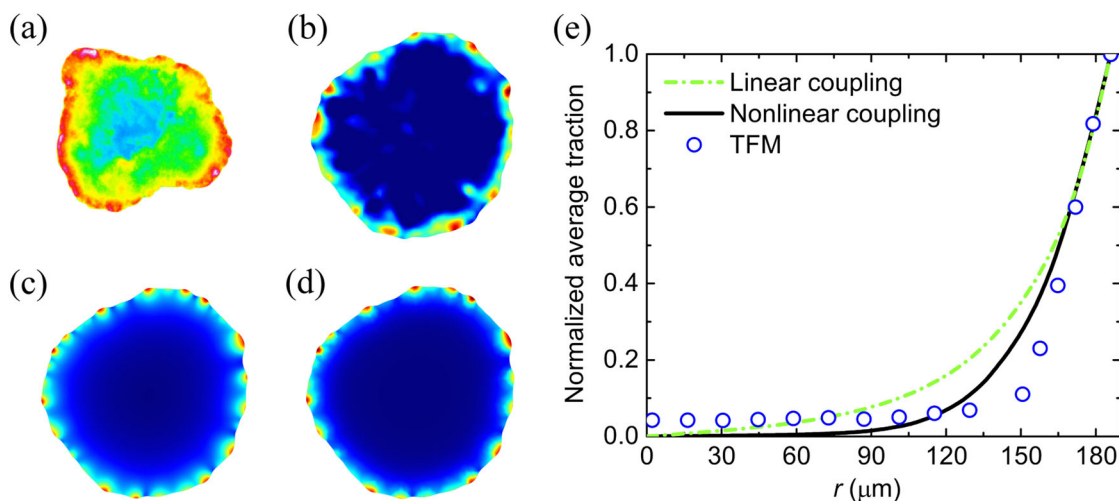 (a)
(b)
(c)
(d)
(e)
Normalized average traction
1.0
0.8
0.6
0.4
0.2
0.0
Linear coupling
Nonlinear coupling
TFM
0 30 60 90 120 150 180
r (μm)